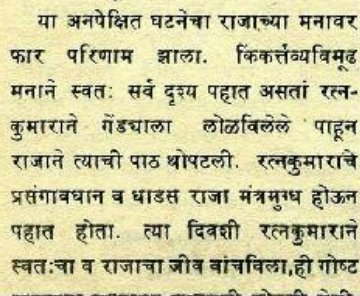 या अनपेक्षित घटनेचा राजाच्या मनावर
फार परिणाम झाला. किंकर्त्तव्यविमूढ
मनाने स्वतः सर्व दृश्य पहात असतां रत्न-
कुमाराने गेंड्याला लोळविलेले पाहून
राजाने त्याची पाठ थोपटली. रत्नकुमाराचे
प्रसंगावधान व धाडस राजा मंत्रमुग्ध होऊन
पहात होता. त्या दिवशी रत्नकुमाराने
स्वतःचा व राजाचा जीव वांचविला,ही गोष्ट